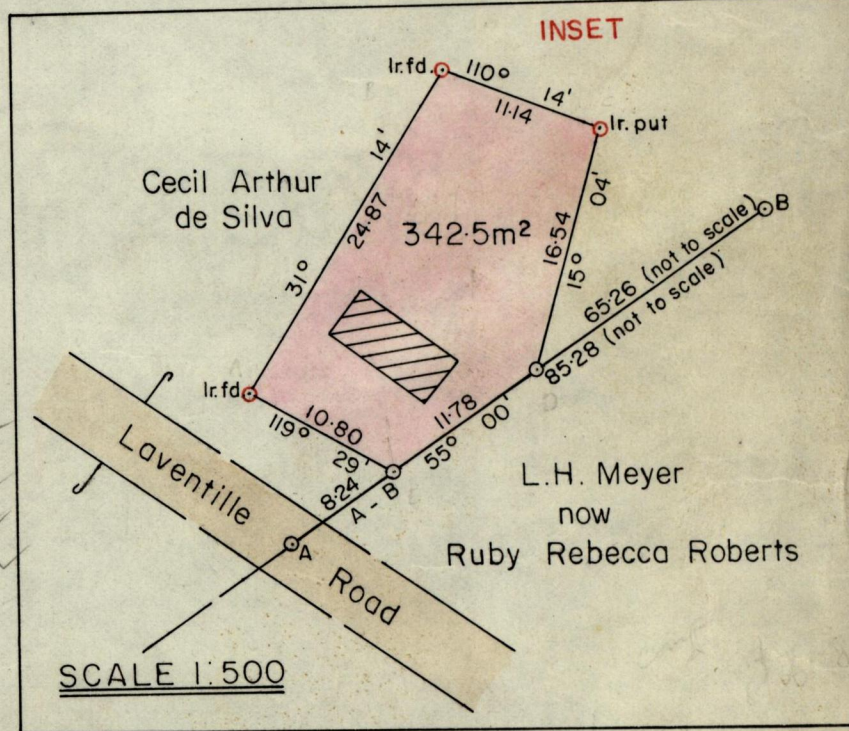 INSET
Ir.fd.
110° 14'
11·14
Ir. put
Cecil Arthur
de Silva
31° 14'
24·87
342·5m²
15° 04'
16·54
65·26 (not to scale)
85·28 (not to scale)
B
Ir.fd.
10·80
119° 29'
11·78
55° 00'
8·24
A - B
A
Laventille Road
L.H. Meyer
now
Ruby Rebecca Roberts
SCALE 1:500